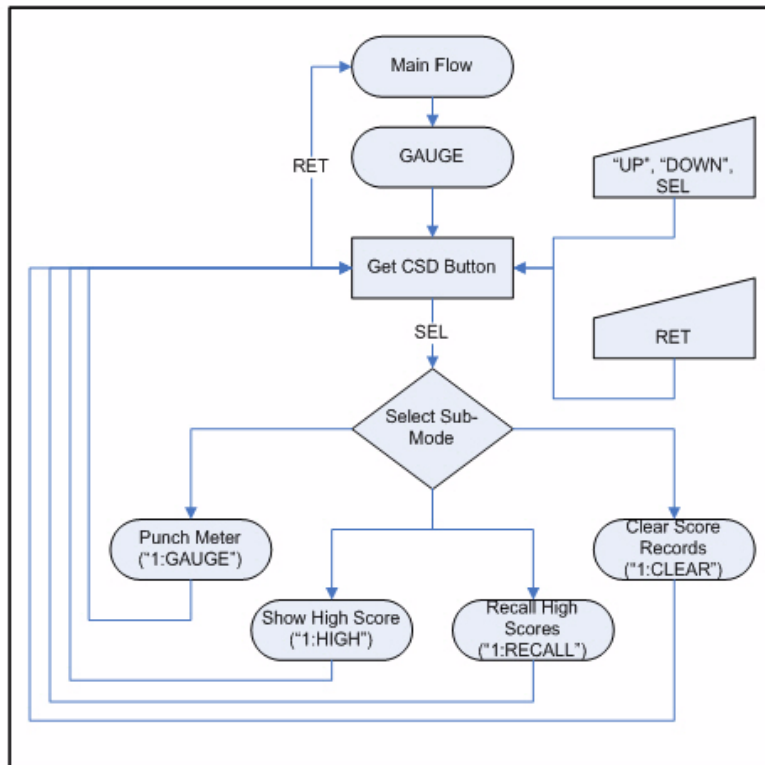 Main Flow
GAUGE
RET
“UP”, “DOWN”,
SEL
Get CSD Button
SEL
RET
Select Sub-
Mode
Punch Meter
(“1:GAUGE”)
Clear Score
Records
(“1:CLEAR”)
Show High Score
(“1:HIGH”)
Recall High
Scores
(“1:RECALL”)